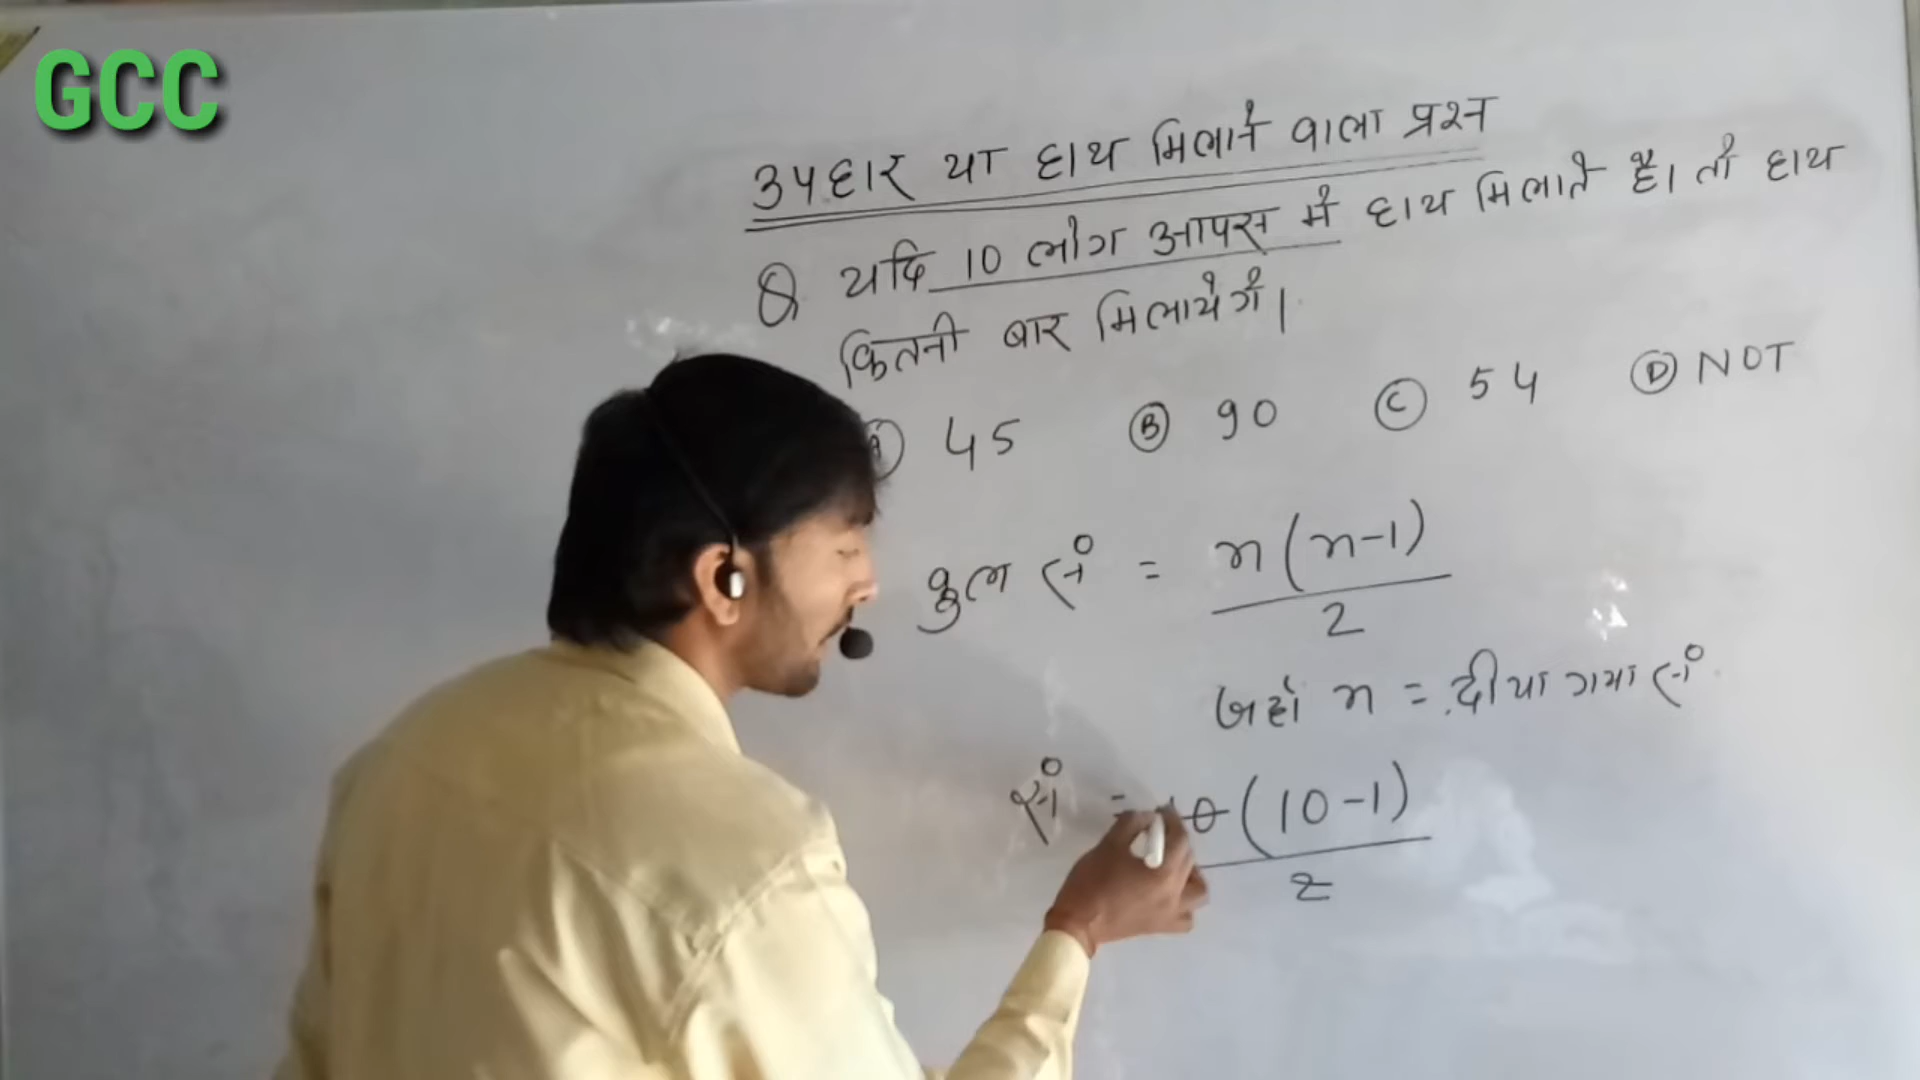 GCC
उपहार या हाथ मिलाने वाला प्रश्न
Q यदि 10 लोग आपस में हाथ मिलाते है। तो हाथ
कितनी बार मिलायेगें।
(A) 45 (B) 90 (C) 54 (D) NOT
कुल सं० = n(n-1)
2
जहाँ n = दीया गया सं०
सं० = 10(10-1)
2